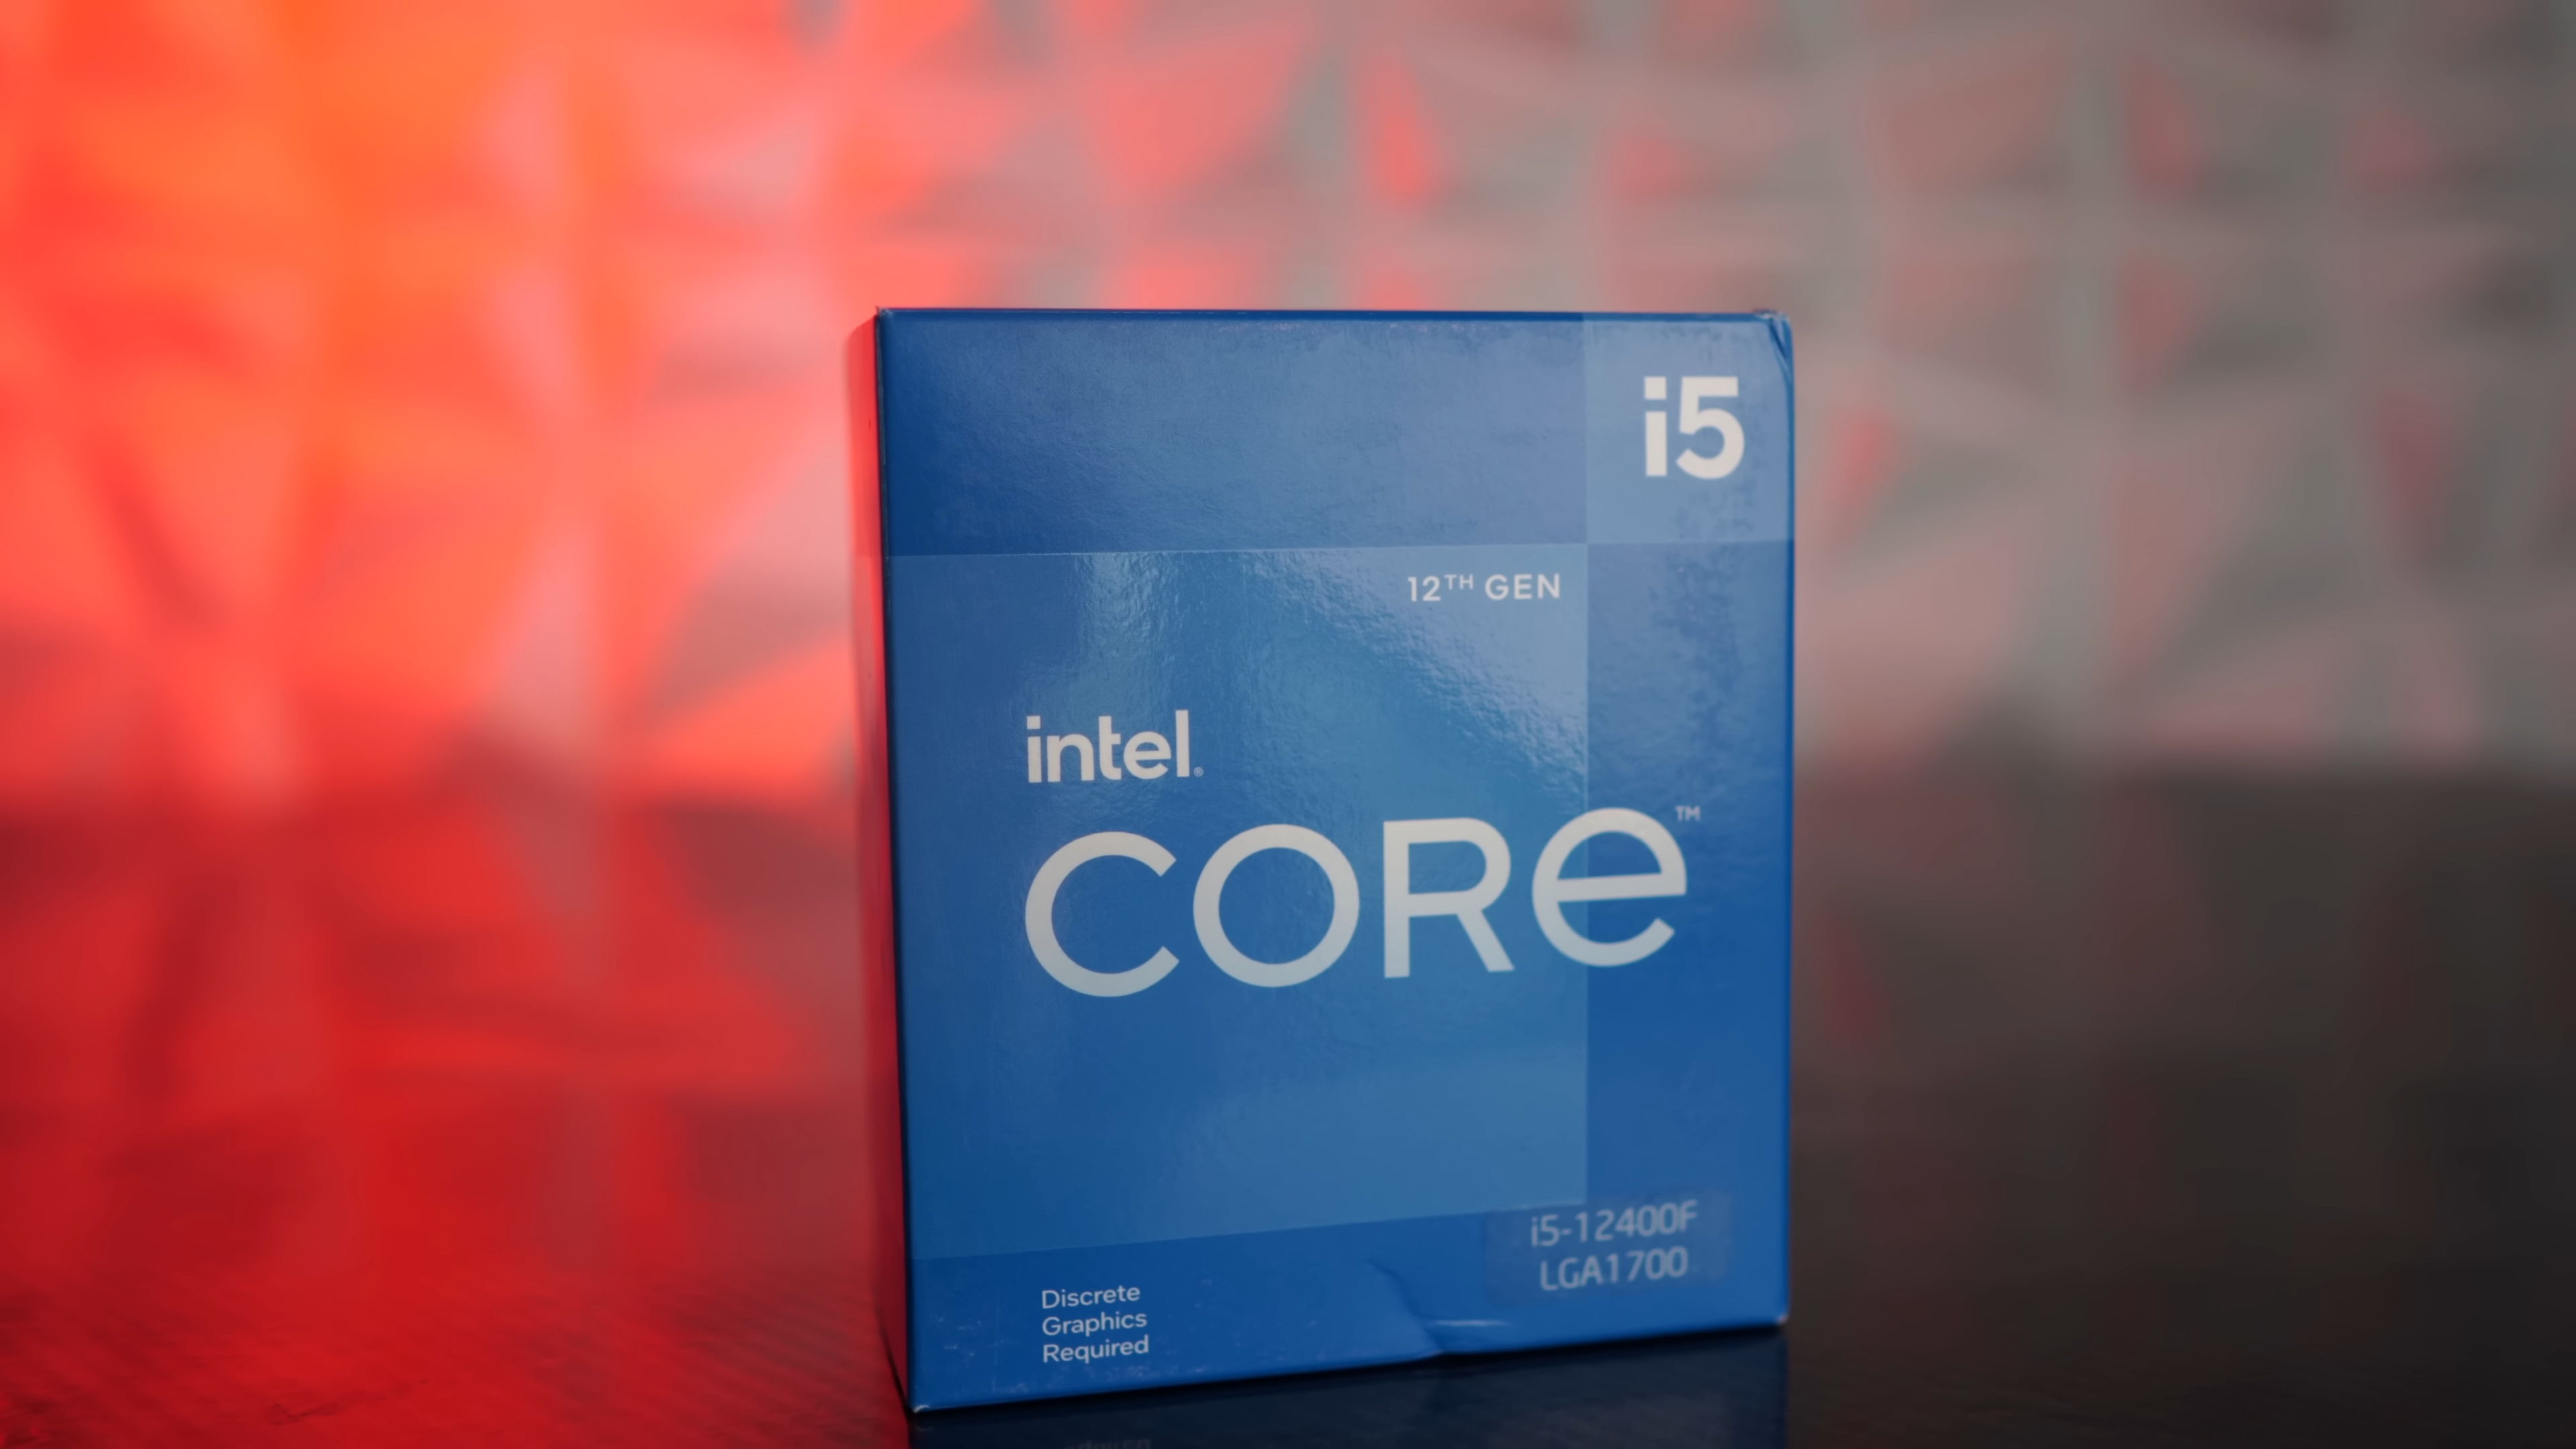 i5
12TH GEN
intel®
CORe™
i5-12400F
LGA1700
Discrete
Graphics
Required